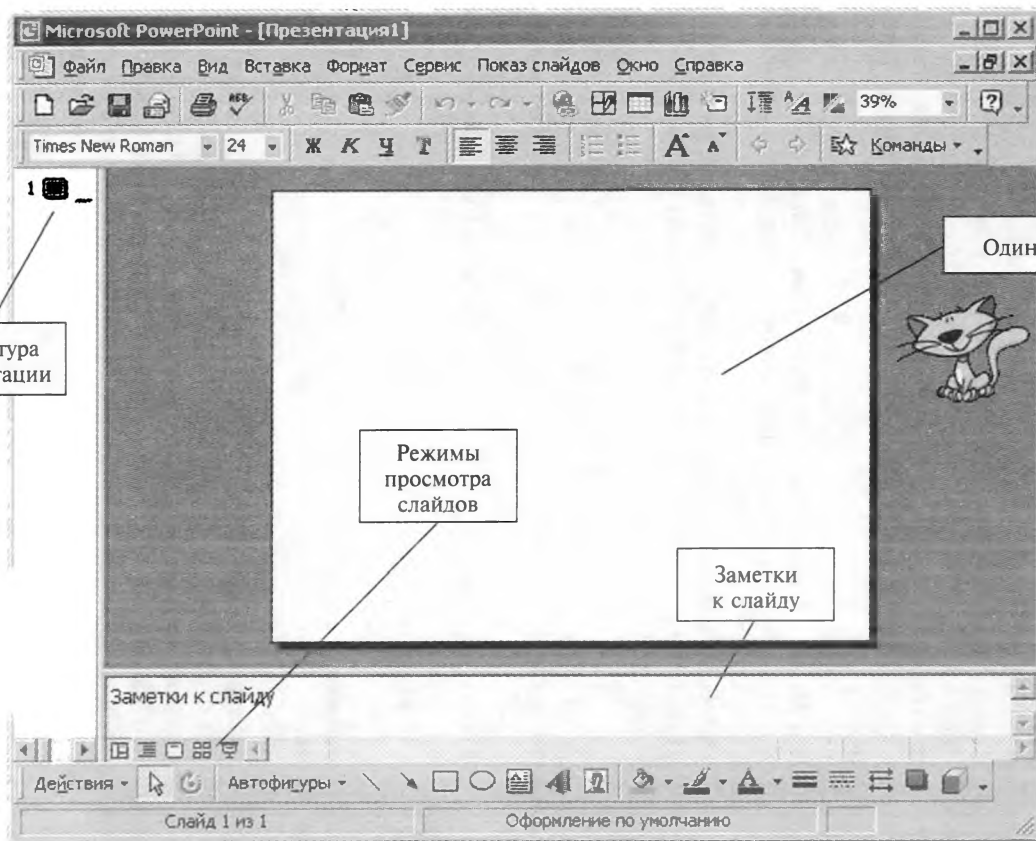 Microsoft PowerPoint - [Презентация1]
Файл Правка Вид Вставка Формат Сервис Показ слайдов Окно Справка
39%
Times New Roman 24 Ж К Ч Т А А Команды
1
Один
тура
тации
Режимы
просмотра
слайдов
Заметки
к слайду
Заметки к слайду
Действия Автофигуры
Слайд 1 из 1 Оформление по умолчанию